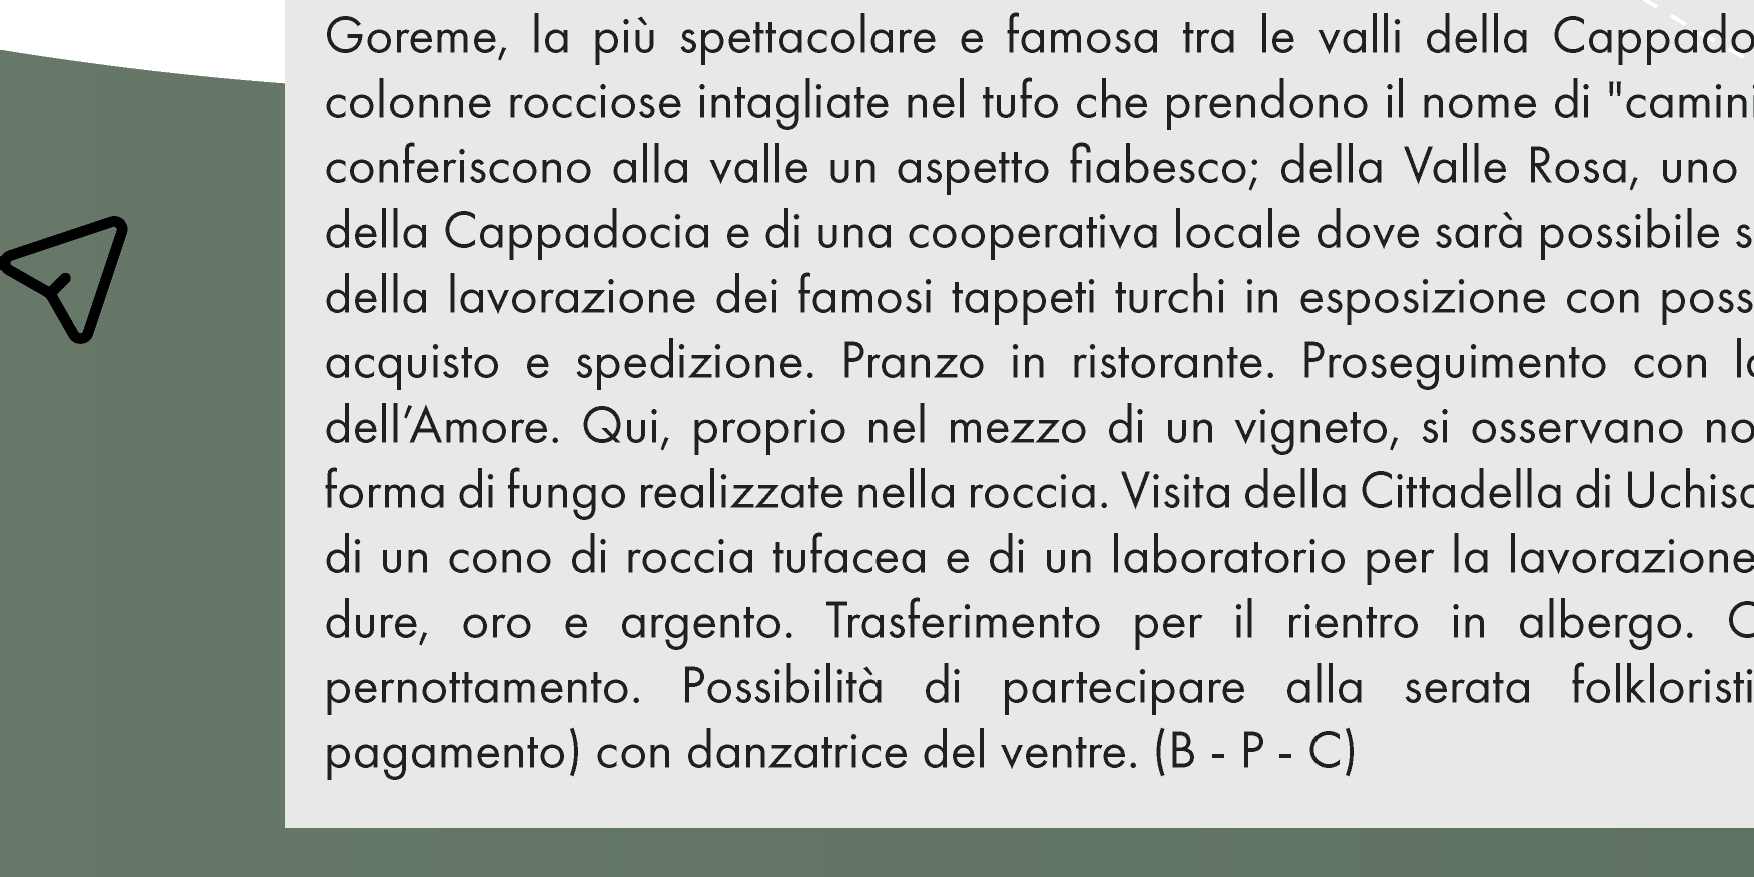 Goreme, la più spettacolare e famosa tra le valli della
colonne rocciose intagliate nel tufo che prendono il nome di "camini
conferiscono alla valle un aspetto fiabesco; della Valle Rosa, uno
della Cappadocia e di una cooperativa locale dove sarà possibile
della lavorazione dei famosi tappeti turchi in esposizione con
acquisto e spedizione. Pranzo in ristorante. Proseguimento con
dell’Amore. Qui, proprio nel mezzo di un vigneto, si osservano
forma di fungo realizzate nella roccia. Visita della Cittadella di
di un cono di roccia tufacea e di un laboratorio per la lavorazione
dure, oro e argento. Trasferimento per il rientro in albergo.
pernottamento. Possibilità di partecipare alla serata
pagamento) con danzatrice del ventre. (B - P - C)